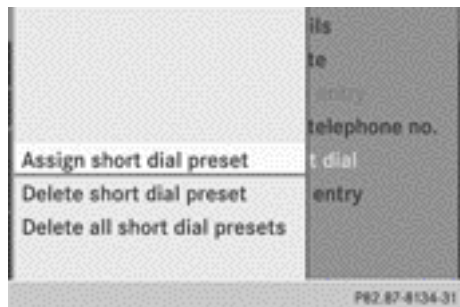 ils
te
entry
telephone no.
Assign short dial preset
t dial
Delete short dial preset
entry
Delete all short dial presets
P82.87-8134-31